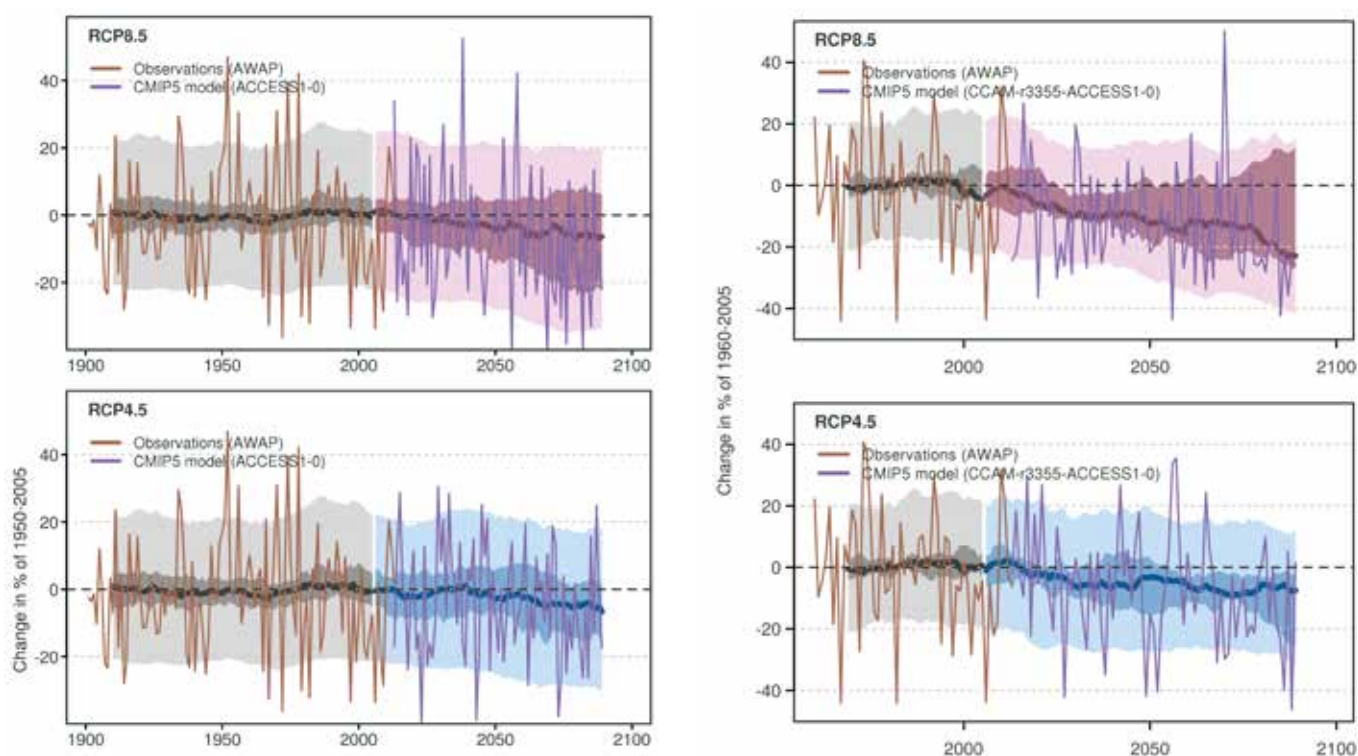 RCP8.5
Observations (AWAP)
CMIP5 model (ACCESS1-0)
40
20
0
-20
1900
1950
2000
2050
2100
RCP4.5
Observations (AWAP)
CMIP5 model (ACCESS1-0)
40
20
0
-20
1900
1950
2000
2050
2100
Change in % of 1950-2005
RCP8.5
Observations (AWAP)
CMIP5 model (CCAM-r3355-ACCESS1-0)
40
20
0
-20
-40
2000
2050
2100
Change in % of 1960-2005
RCP4.5
Observations (AWAP)
CMIP5 model (CCAM-r3355-ACCESS1-0)
40
20
0
-20
-40
2000
2050
2100